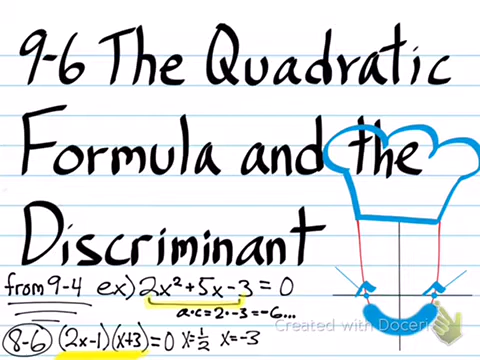 9-6 The Quadratic
Formula and the
Discriminant
from 9-4 ex) 2x²+5x-3=0
a·c=2·-3=-6...
8-6 (2x-1)(x+3)=0 x=½ x=-3
Created with Doceri